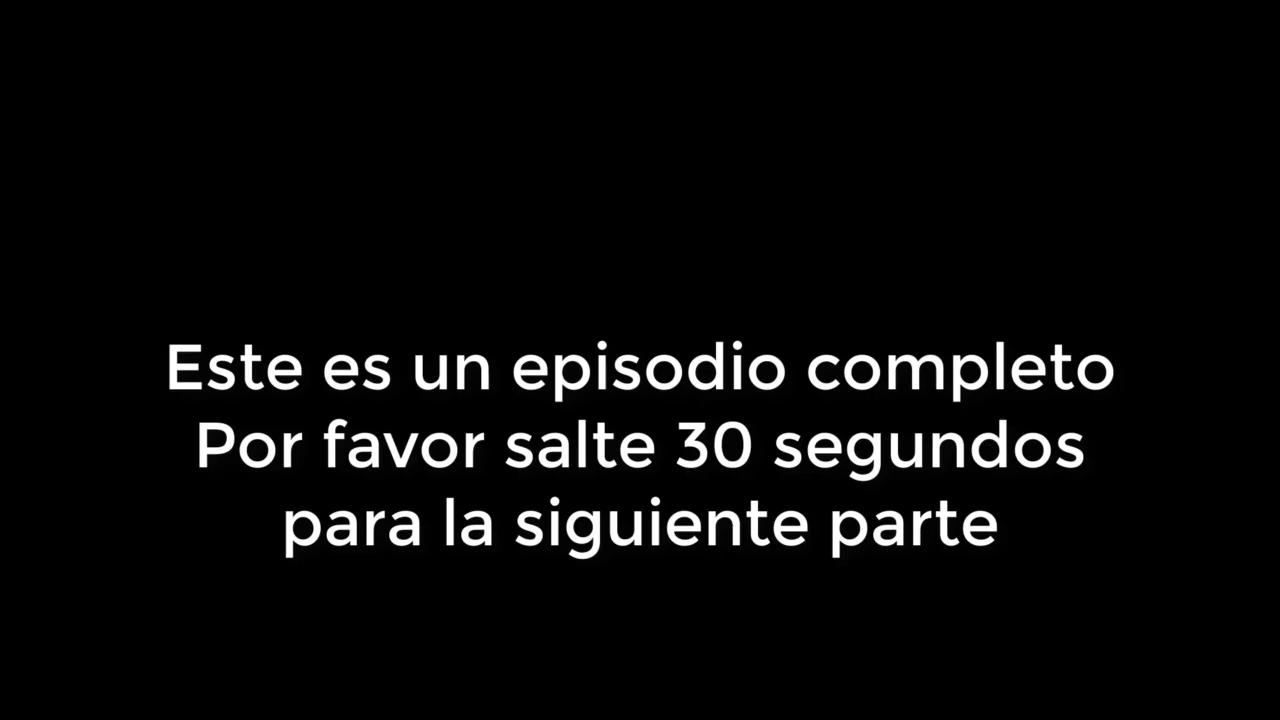 Este es un episodio completo
Por favor salte 30 segundos
para la siguiente parte